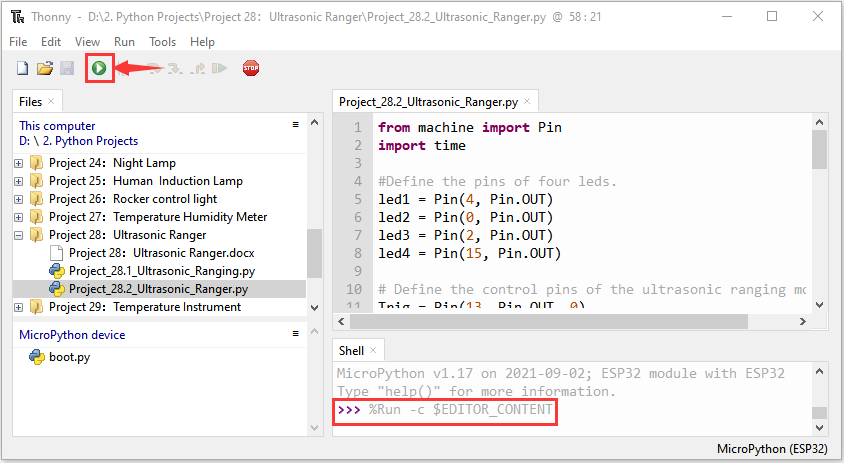 Thonny - D:\2. Python Projects\Project 28：Ultrasonic Ranger\Project_28.2_Ultrasonic_Ranger.py @ 58:21
File Edit View Run Tools Help
STOP
Files
This computer
D: \ 2. Python Projects
Project 24：Night Lamp
Project 25：Human Induction Lamp
Project 26：Rocker control light
Project 27：Temperature Humidity Meter
Project 28：Ultrasonic Ranger
Project 28：Ultrasonic Ranger.docx
Project_28.1_Ultrasonic_Ranging.py
Project_28.2_Ultrasonic_Ranger.py
Project 29：Temperature Instrument
MicroPython device
boot.py
Project_28.2_Ultrasonic_Ranger.py
1 from machine import Pin
2 import time
3
4 #Define the pins of four leds.
5 led1 = Pin(4, Pin.OUT)
6 led2 = Pin(0, Pin.OUT)
7 led3 = Pin(2, Pin.OUT)
8 led4 = Pin(15, Pin.OUT)
9
10 # Define the control pins of the ultrasonic ranging mo
11 Trig = Pin(13, Pin.OUT, 0)
Shell
MicroPython v1.17 on 2021-09-02; ESP32 module with ESP32
Type "help()" for more information.
>>> %Run -c $EDITOR_CONTENT
MicroPython (ESP32)